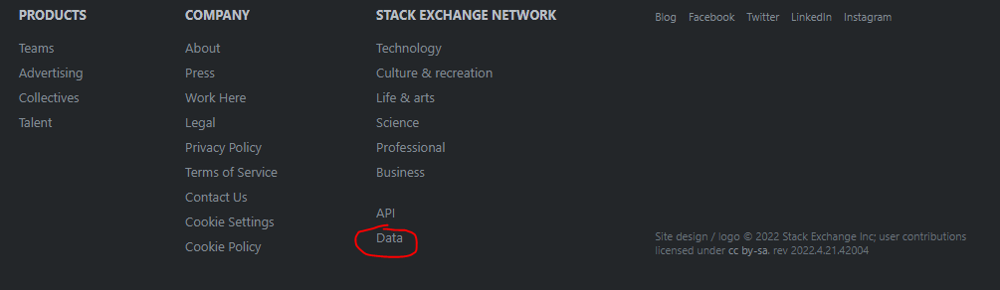 PRODUCTS
Teams
Advertising
Collectives
Talent
COMPANY
About
Press
Work Here
Legal
Privacy Policy
Terms of Service
Contact Us
Cookie Settings
Cookie Policy
STACK EXCHANGE NETWORK
Technology
Culture & recreation
Life & arts
Science
Professional
Business
API
Data
Blog Facebook Twitter LinkedIn Instagram
Site design / logo © 2022 Stack Exchange Inc; user contributions
licensed under cc by-sa. rev 2022.4.21.42004